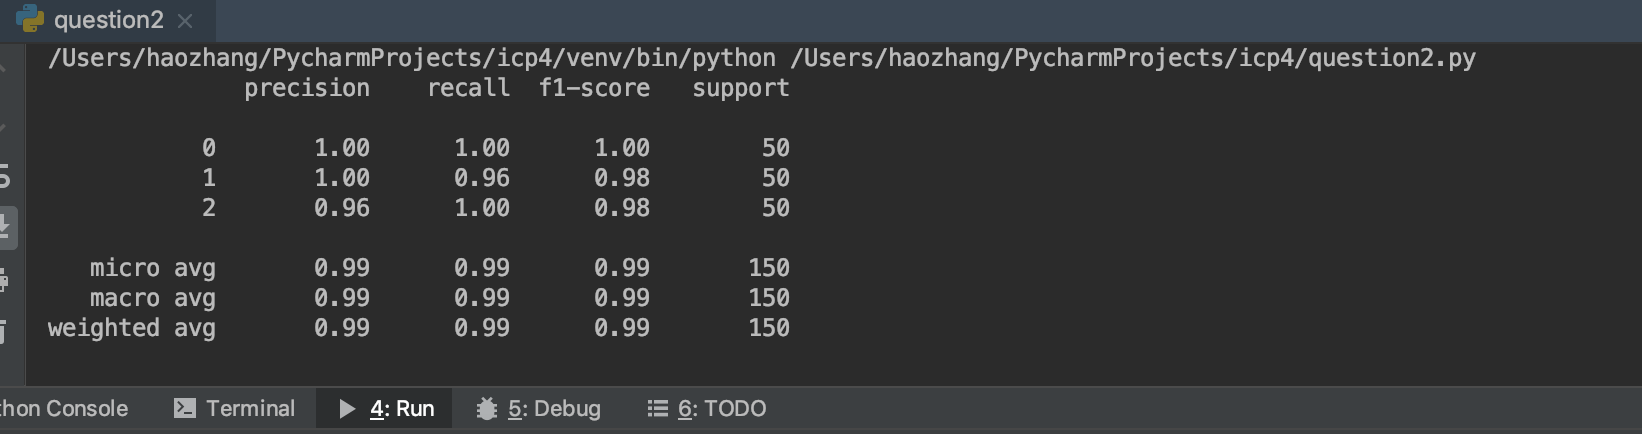 question2
/Users/haozhang/PycharmProjects/icp4/venv/bin/python /Users/haozhang/PycharmProjects/icp4/question2.py
precision recall f1-score support
0 1.00 1.00 1.00 50
1 1.00 0.96 0.98 50
2 0.96 1.00 0.98 50
micro avg 0.99 0.99 0.99 150
macro avg 0.99 0.99 0.99 150
weighted avg 0.99 0.99 0.99 150
thon Console Terminal 4: Run 5: Debug 6: TODO